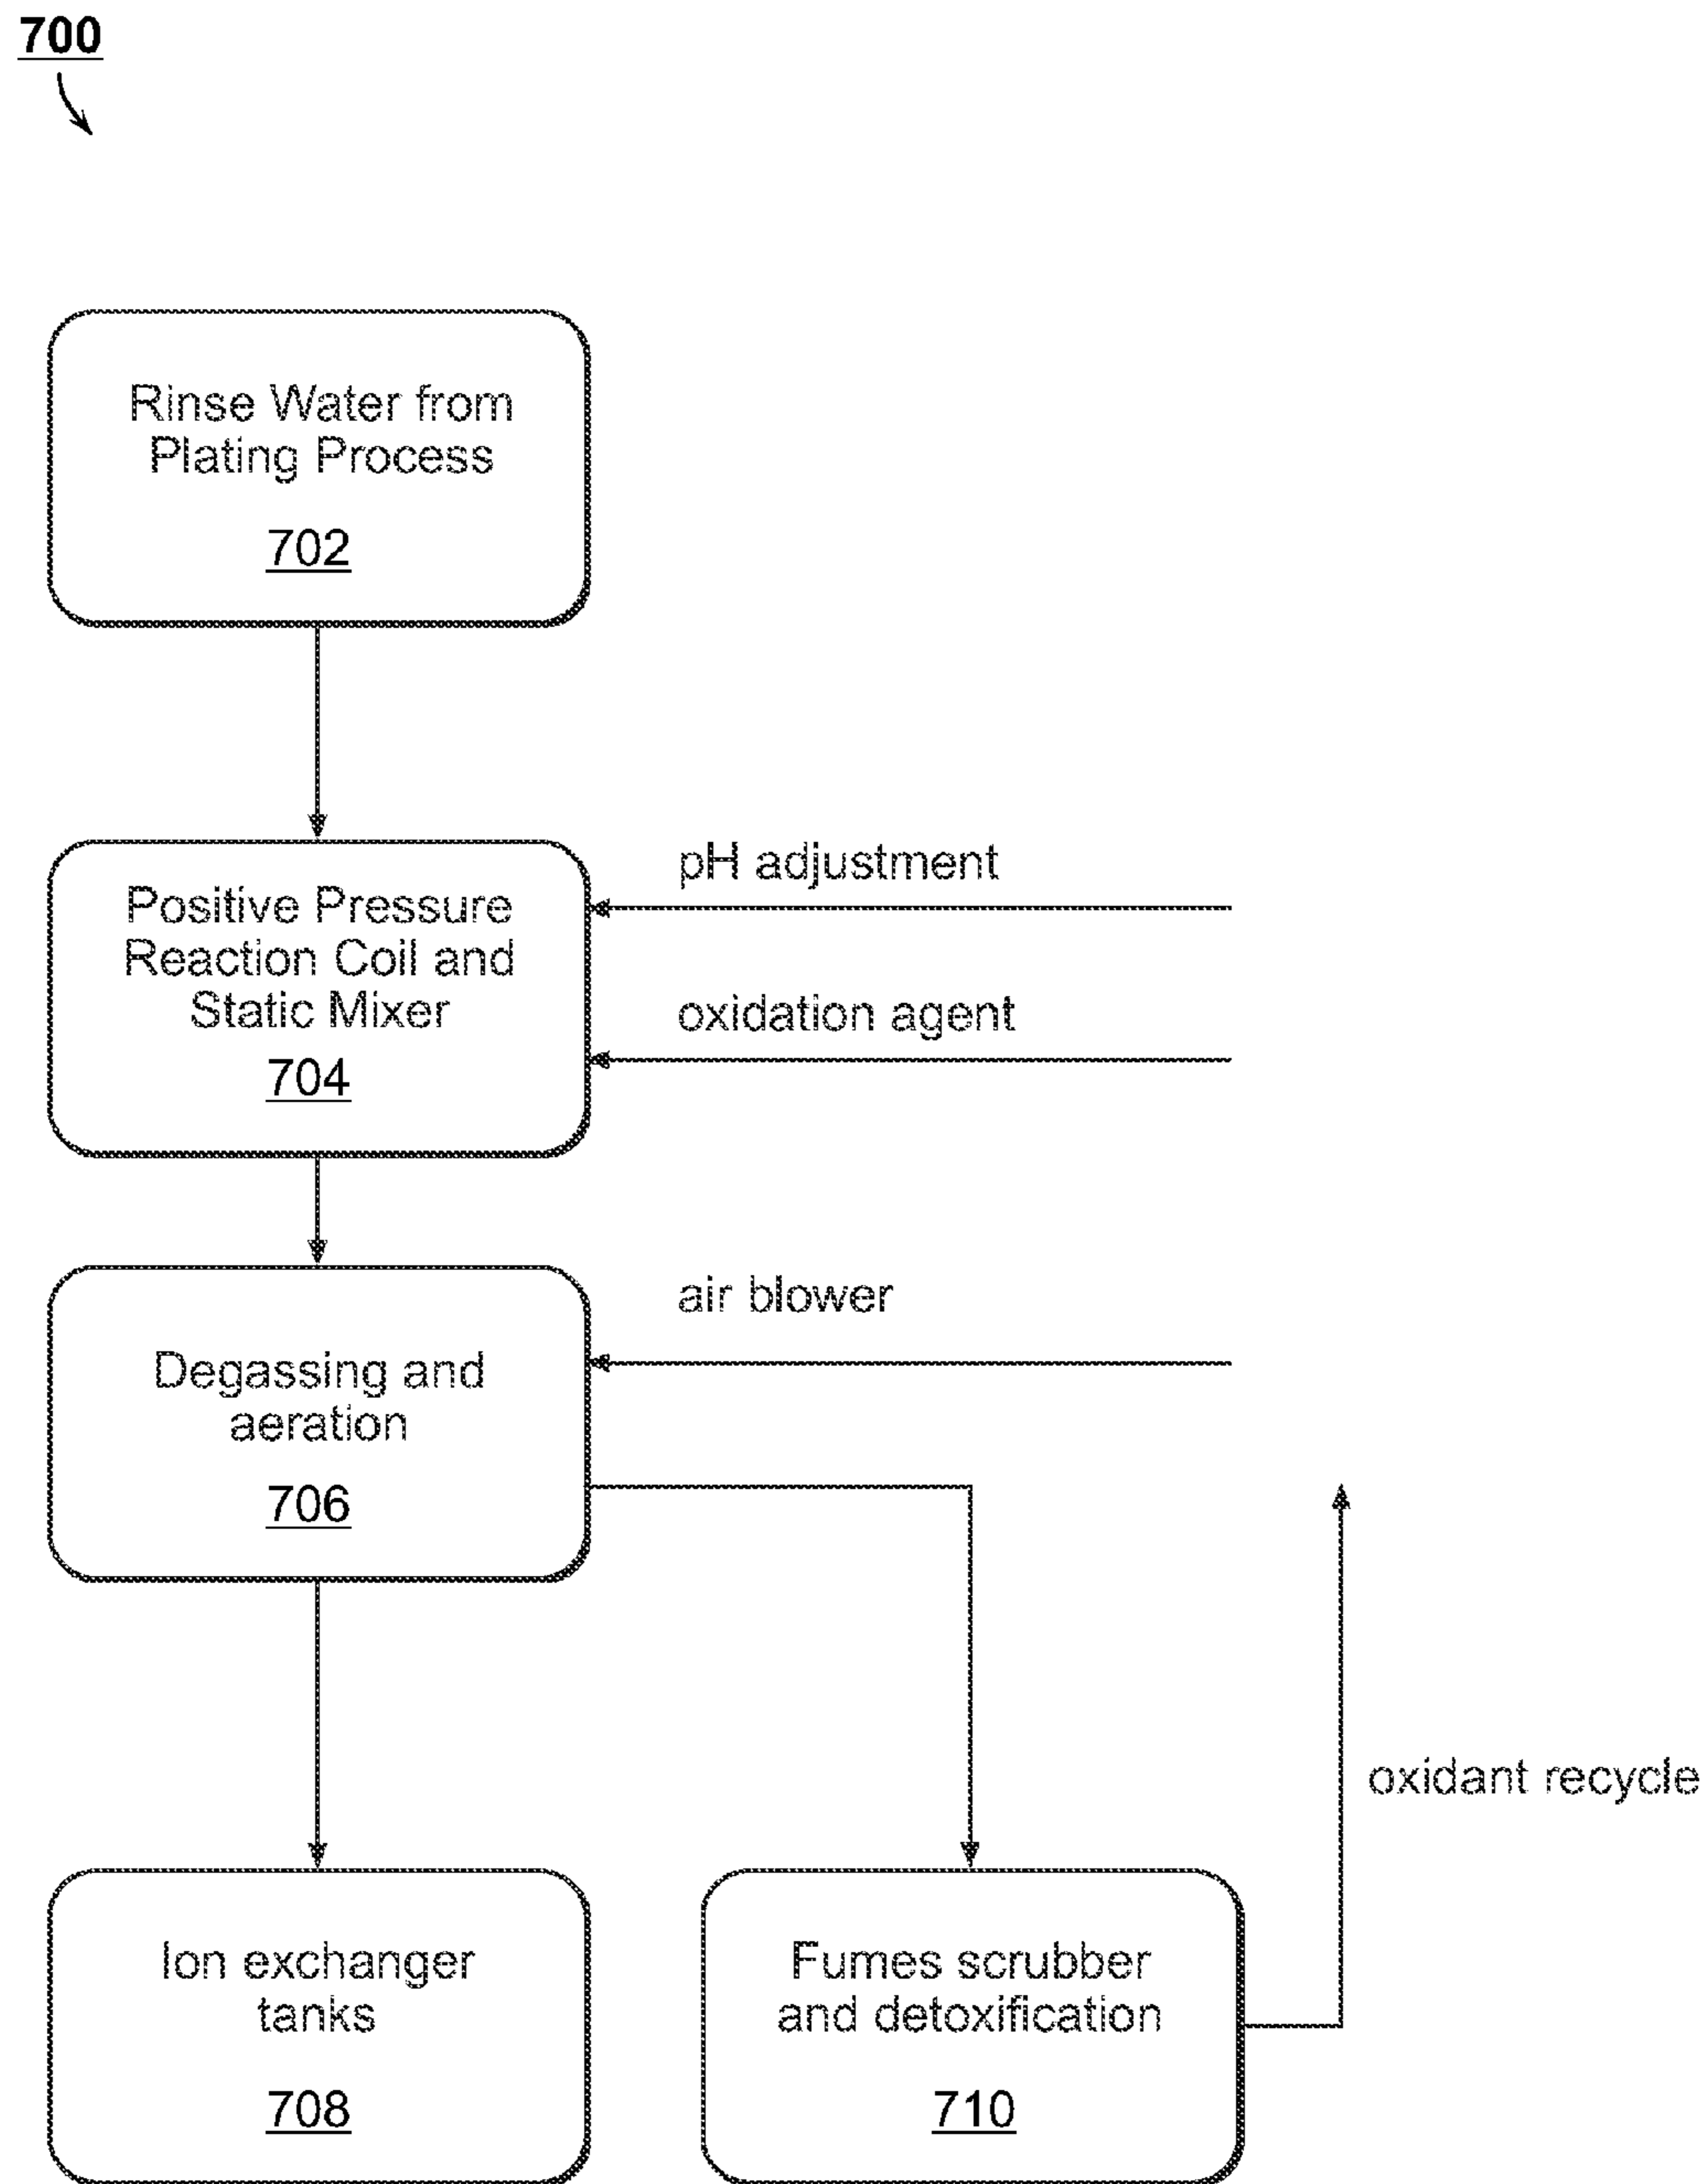 700
Rinse Water from
Plating Process
702
Positive Pressure
Reaction Coil and
Static Mixer
704
pH adjustment
oxidation agent
air blower
Degassing and
aeration
706
oxidant recycle
Ion exchanger
tanks
708
Fumes scrubber
and detoxification
710